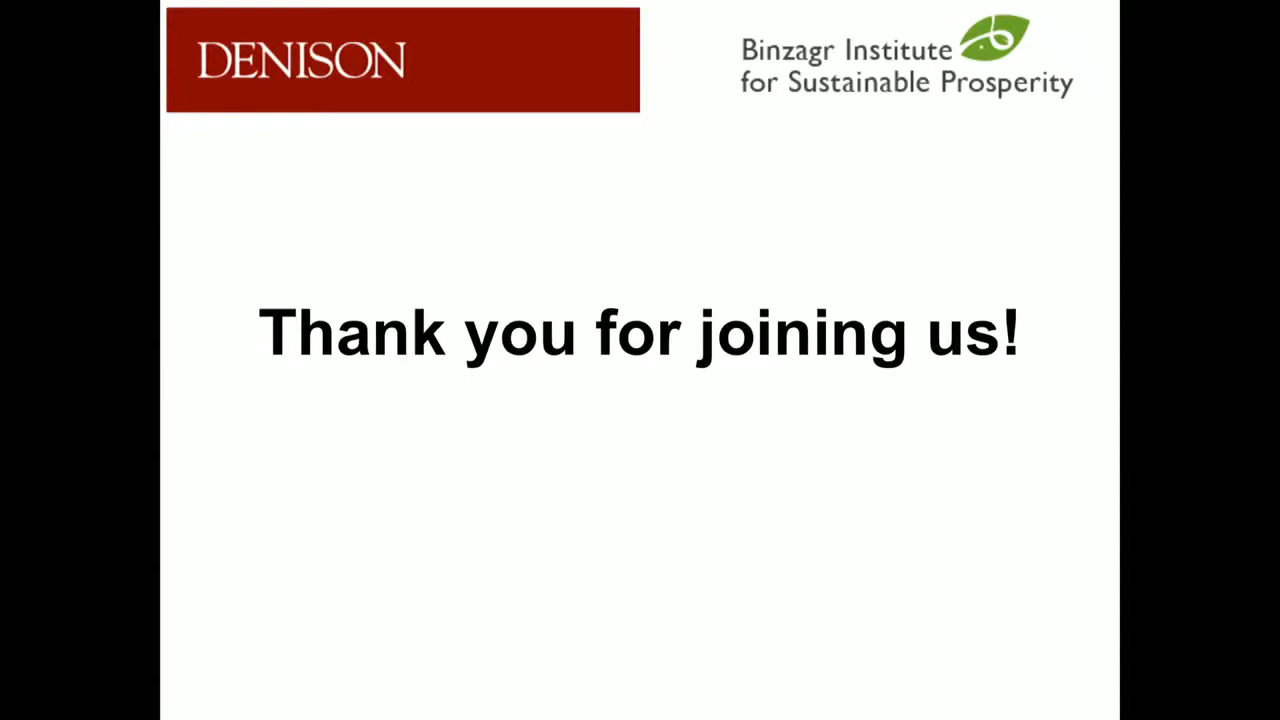 DENISON
Binzagr Institute
for Sustainable Prosperity
Thank you for joining us!